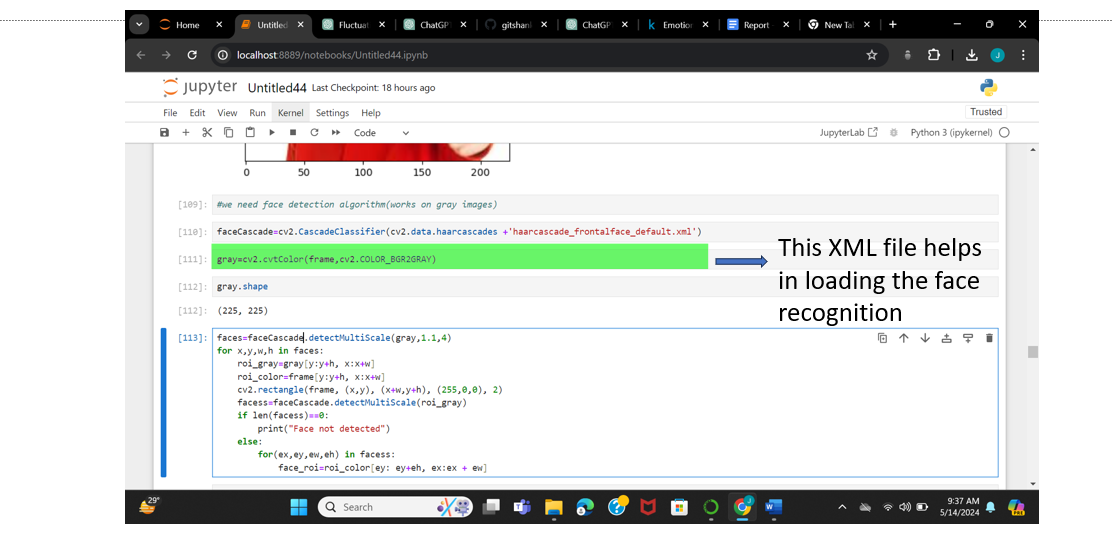 Home
Untitled
Fluctuat
ChatGP
gitshanl
ChatGP
Emotion
Report
New Tal
localhost:8889/notebooks/Untitled44.ipynb
J
jupyter Untitled44 Last Checkpoint: 18 hours ago
File Edit View Run Kernel Settings Help
Trusted
Code
JupyterLab
Python 3 (ipykernel)
0 50 100 150 200
[109]: #we need face detection algorithm(works on gray images)
[110]: faceCascade=cv2.CascadeClassifier(cv2.data.haarcascades +'haarcascade_frontalface_default.xml')
[111]: gray=cv2.cvtColor(frame,cv2.COLOR_BGR2GRAY)
This XML file helps
in loading the face
recognition
[112]: gray.shape
[112]: (225, 225)
[113]: faces=faceCascade.detectMultiScale(gray,1.1,4)
for x,y,w,h in faces:
roi_gray=gray[y:y+h, x:x+w]
roi_color=frame[y:y+h, x:x+w]
cv2.rectangle(frame, (x,y), (x+w,y+h), (255,0,0), 2)
facess=faceCascade.detectMultiScale(roi_gray)
if len(facess)==0:
print("Face not detected")
else:
for(ex,ey,ew,eh) in facess:
face_roi=roi_color[ey: ey+eh, ex:ex + ew]
29°
Search
9:37 AM
5/14/2024